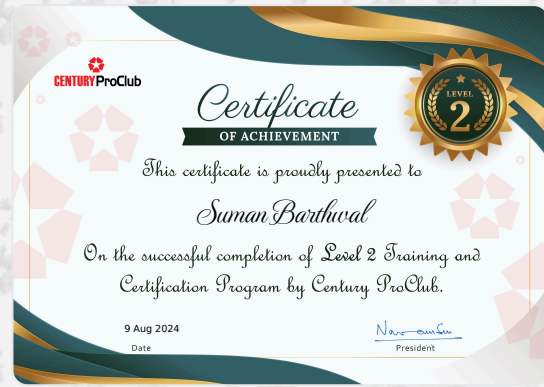 CENTURY ProClub
Certificate
OF ACHIEVEMENT
LEVEL
2
This certificate is proudly presented to
Suman Barthwal
On the successful completion of Level 2 Training and
Certification Program by Century ProClub.
9 Aug 2024
Date
President